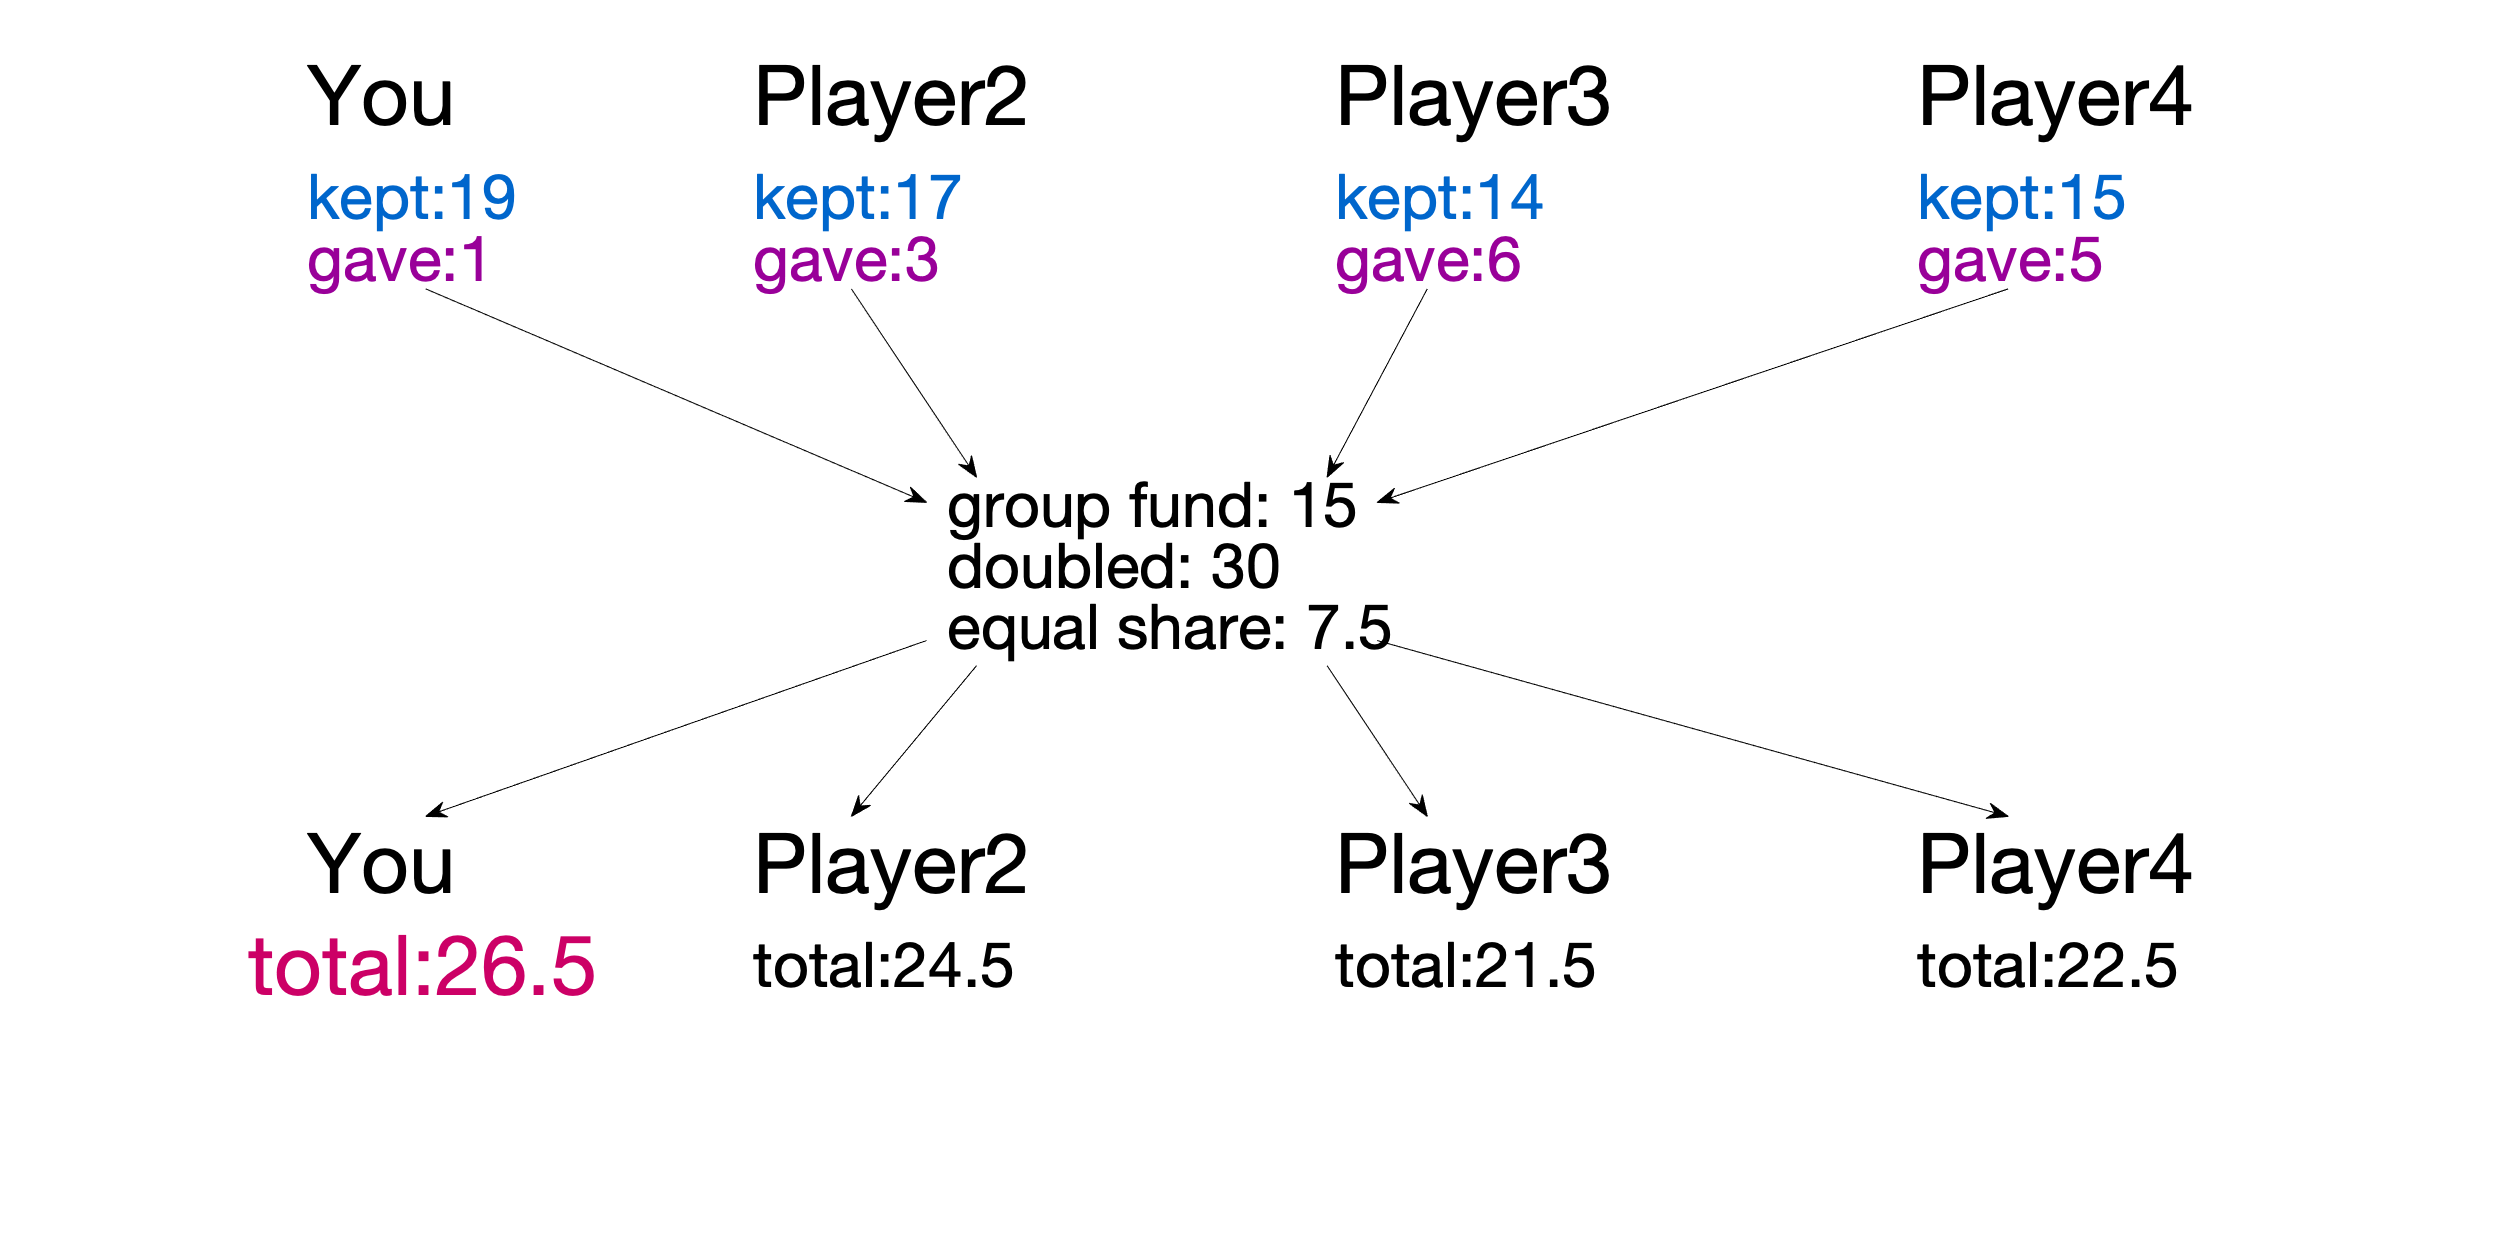 You Player2 Player3 Player4
kept:19 kept:17 kept:14 kept:15
gave:1 gave:3 gave:6 gave:5
group fund: 15
doubled: 30
equal share: 7.5
You Player2 Player3 Player4
total:26.5 total:24.5 total:21.5 total:22.5